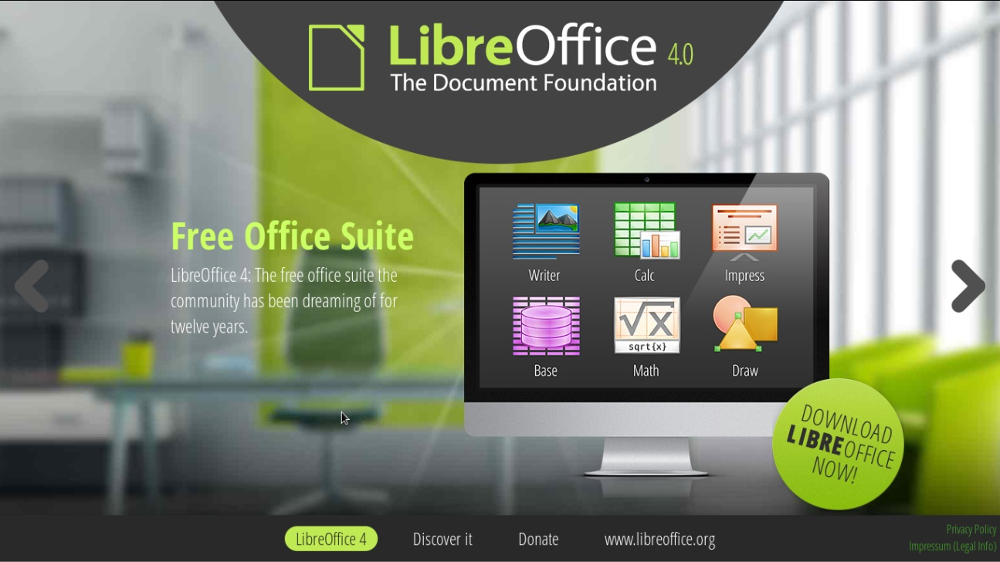 LibreOffice 4.0
The Document Foundation
Free Office Suite
LibreOffice 4: The free office suite the
community has been dreaming of for
twelve years.
Writer Calc Impress
sqrt{x}
Base Math Draw
DOWNLOAD
LIBREOFFICE
NOW!
LibreOffice 4 Discover it Donate www.libreoffice.org
Privacy Policy
Impressum (Legal Info)